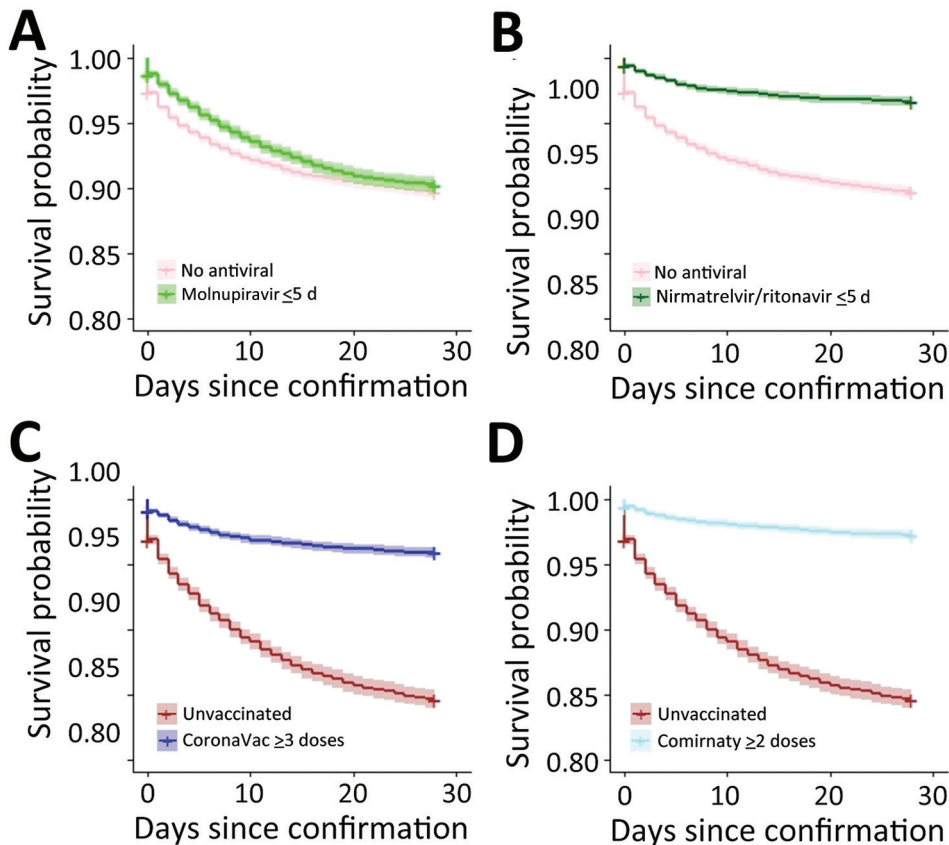 A
Survival probability
1.00
0.95
0.90
0.85
0.80
No antiviral
Molnupiravir ≤5 d
0 10 20 30
Days since confirmation
B
Survival probability
1.00
0.95
0.90
0.85
0.80
No antiviral
Nirmatrelvir/ritonavir ≤5 d
0 10 20 30
Days since confirmation
C
Survival probability
1.00
0.95
0.90
0.85
0.80
Unvaccinated
CoronaVac ≥3 doses
0 10 20 30
Days since confirmation
D
Survival probability
1.00
0.95
0.90
0.85
0.80
Unvaccinated
Comirnaty ≥2 doses
0 10 20 30
Days since confirmation